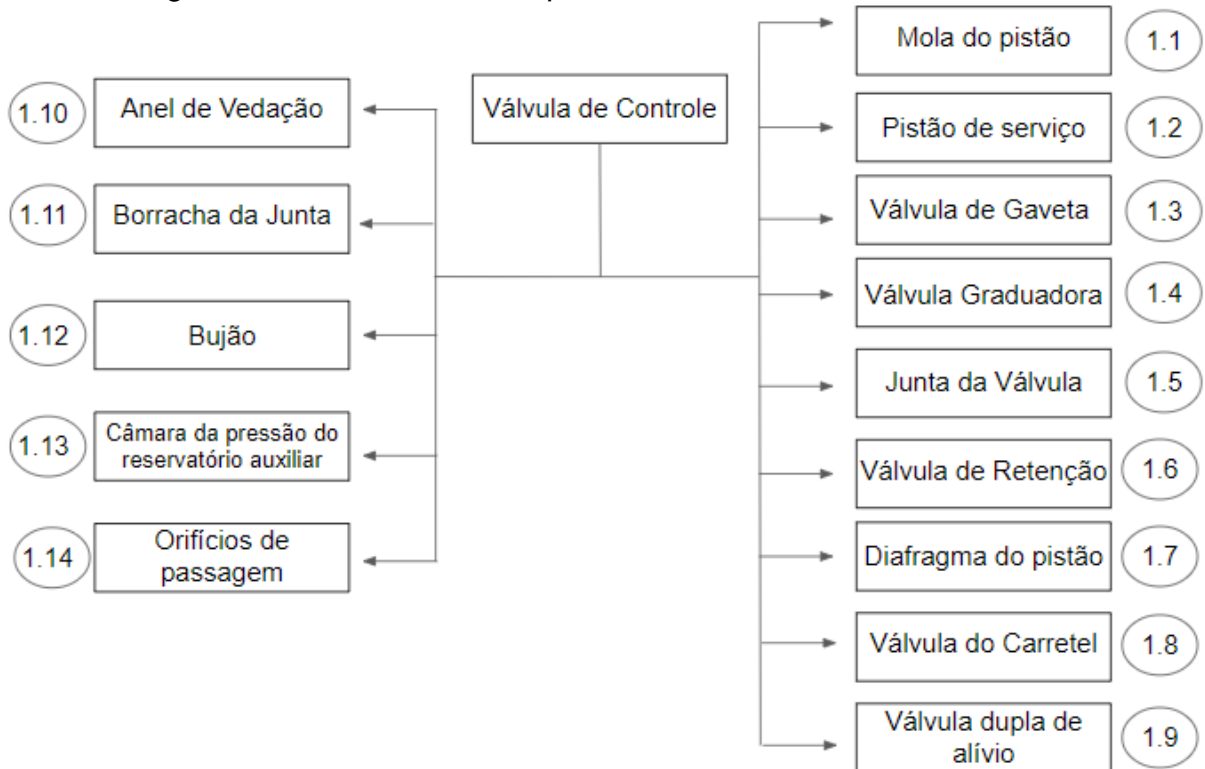 Válvula de Controle
Mola do pistão
1.1
Pistão de serviço
1.2
Válvula de Gaveta
1.3
Válvula Graduadora
1.4
Junta da Válvula
1.5
Válvula de Retenção
1.6
Diafragma do pistão
1.7
Válvula do Carretel
1.8
Válvula dupla de
alívio
1.9
1.10
Anel de Vedação
1.11
Borracha da Junta
1.12
Bujão
1.13
Câmara da pressão do
reservatório auxiliar
1.14
Orifícios de
passagem